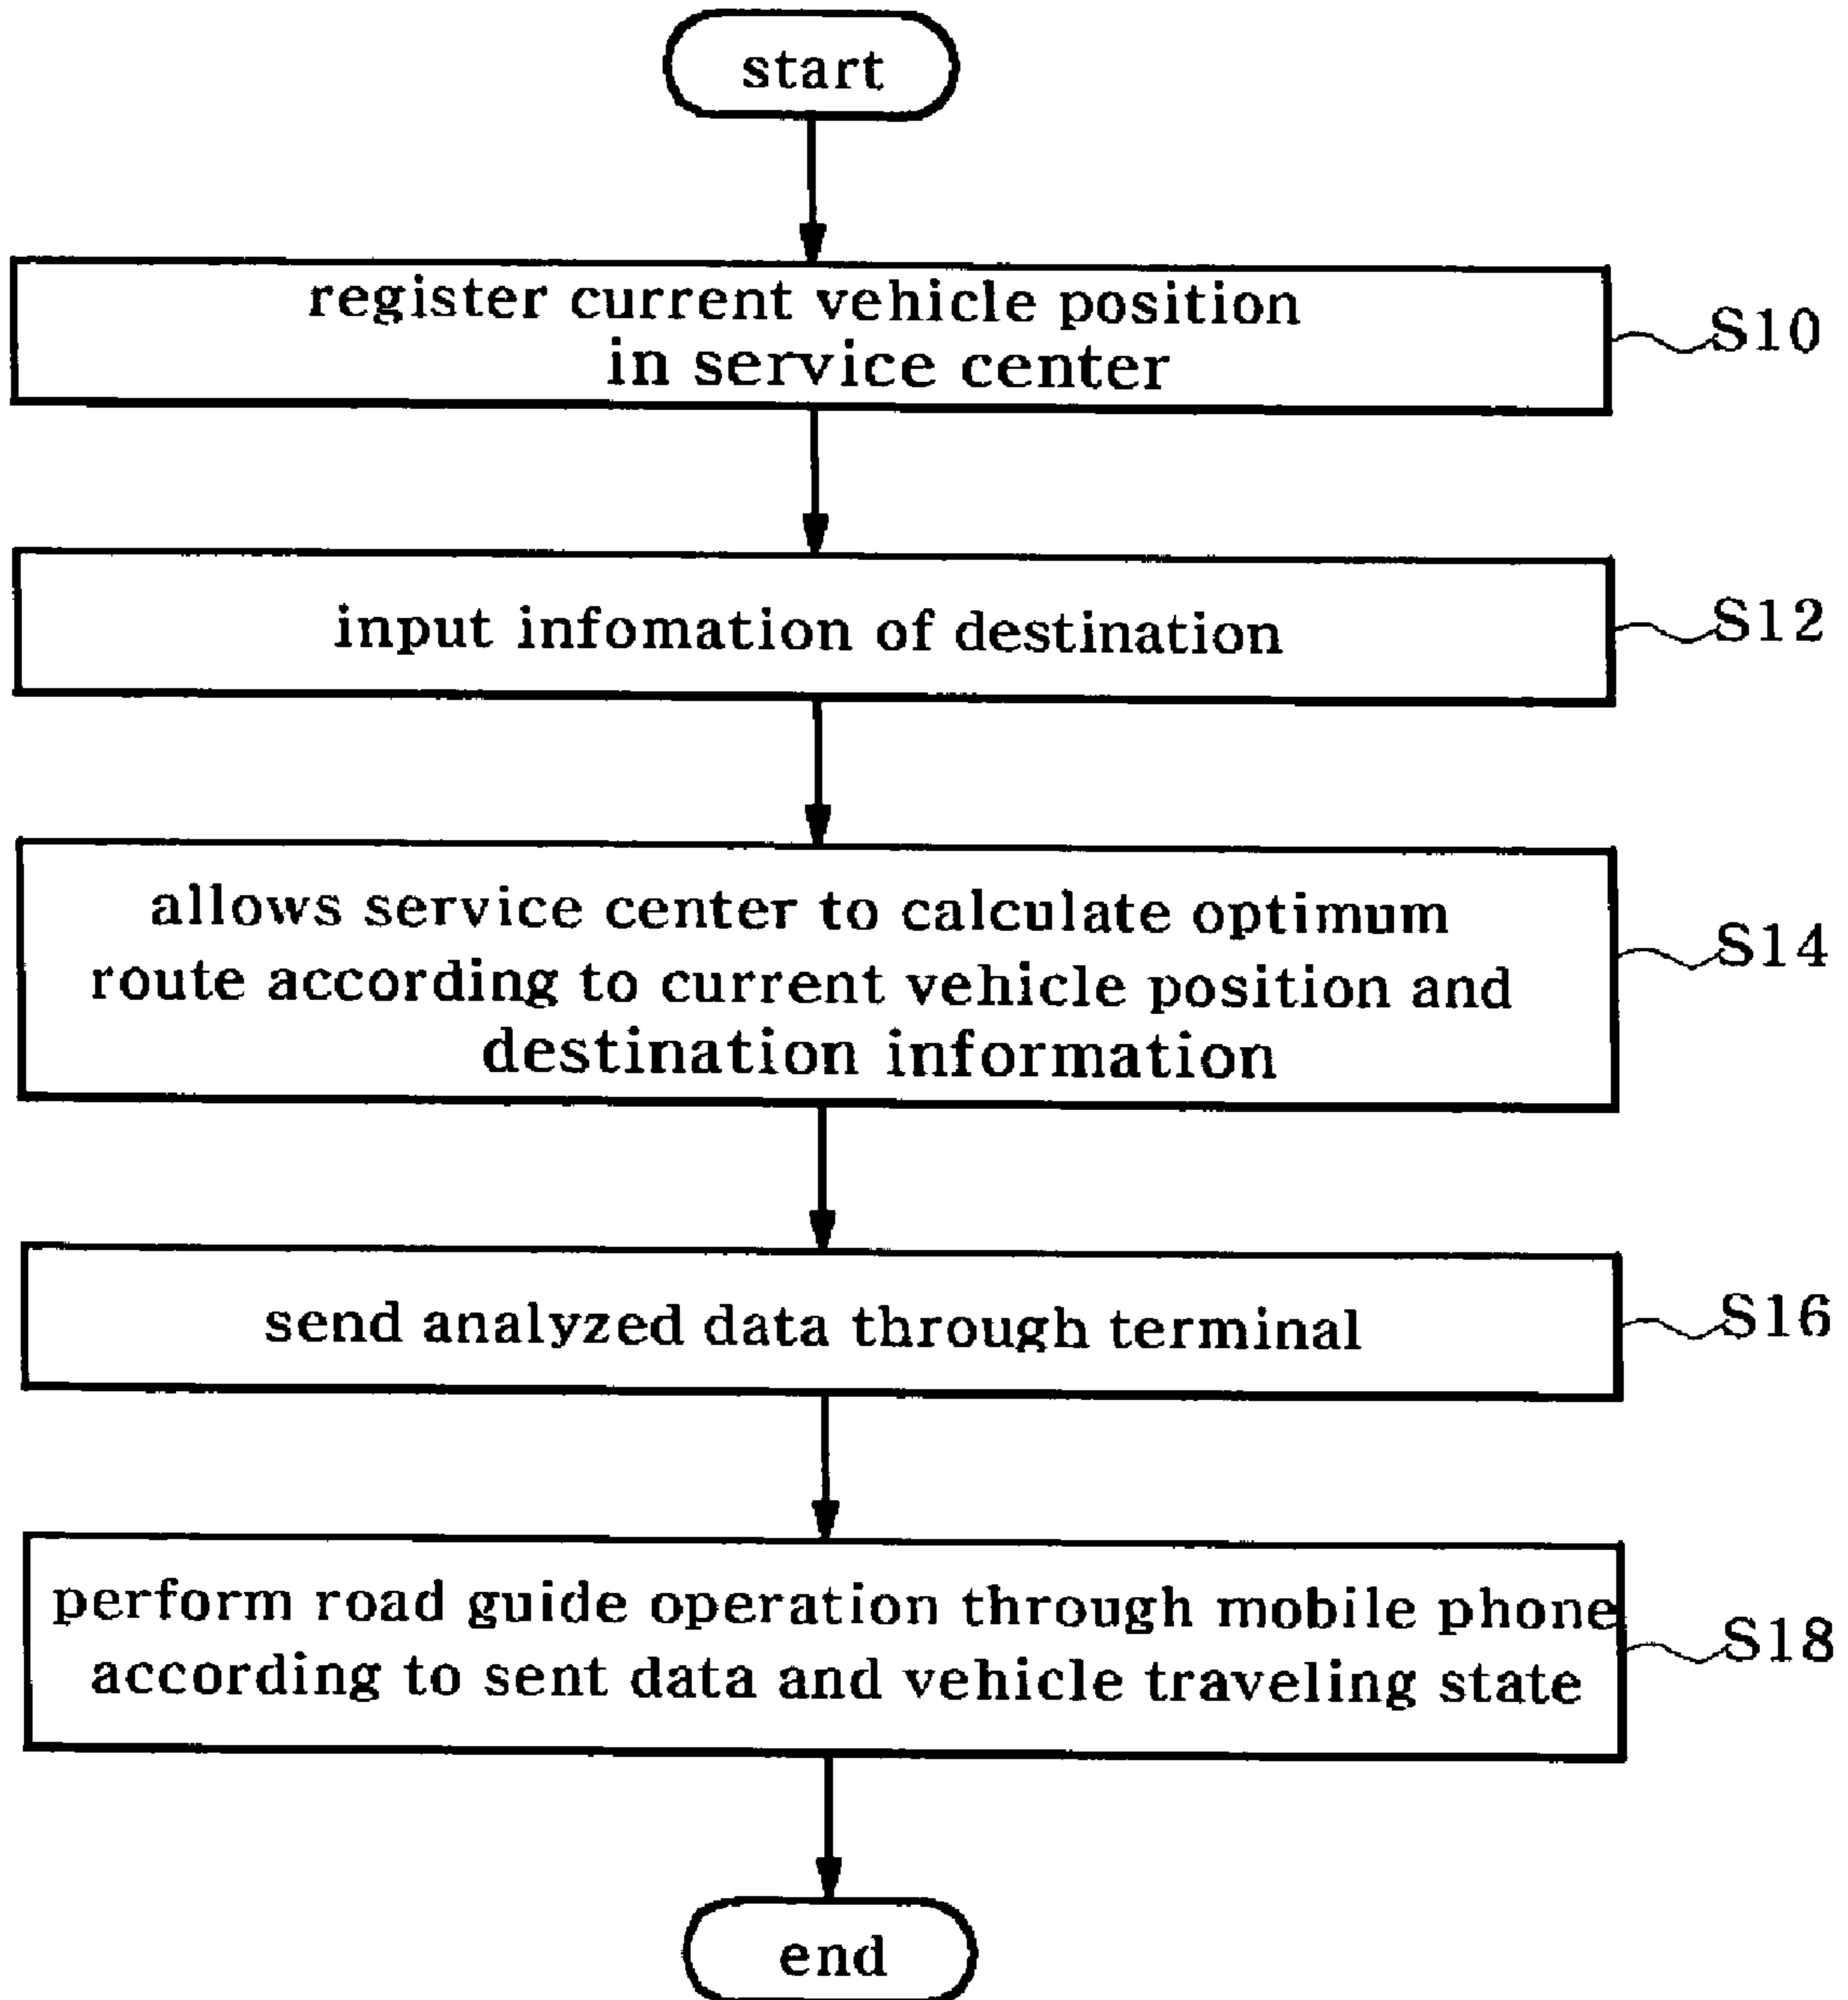 start
register current vehicle position
in service center
S10
input infomation of destination
S12
allows service center to calculate optimum
route according to current vehicle position and
destination information
S14
send analyzed data through terminal
S16
perform road guide operation through mobile phone
according to sent data and vehicle traveling state
S18
end